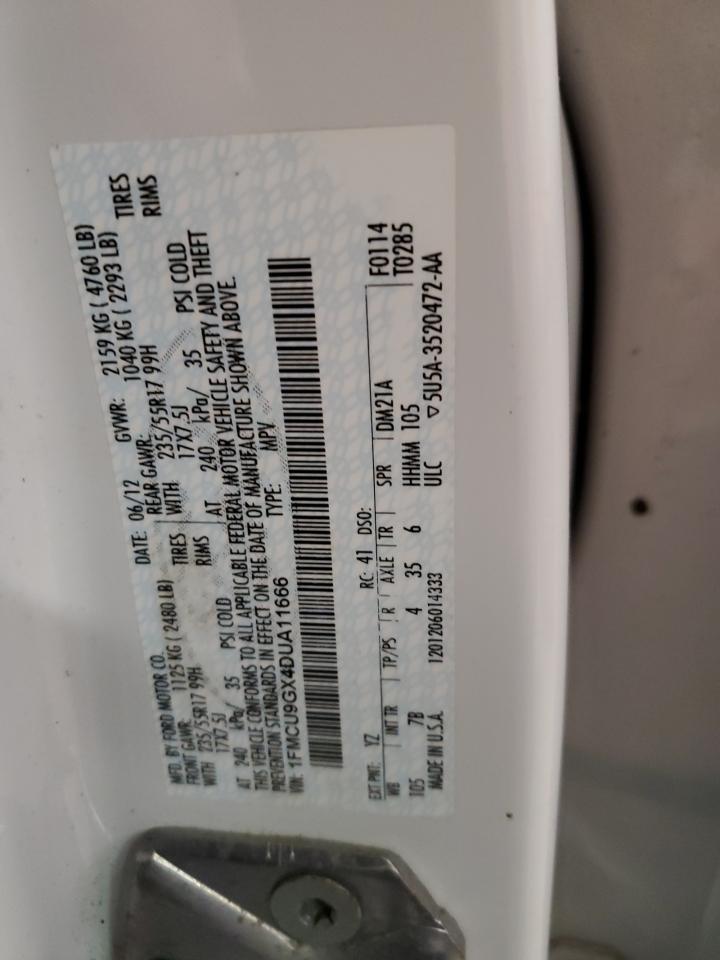 MFD. BY FORD MOTOR CO.
DATE: 06/12 GVWR: 2159 KG ( 4760 LB)
FRONT GAWR: 1125 KG ( 2480 LB) REAR GAWR: 1040 KG ( 2293 LB)
WITH 235/55R17 99H TIRES WITH 235/55R17 99H TIRES
17X7.5J RIMS 17X7.5J RIMS
AT 240 kPa/ 35 PSI COLD AT 240 kPa/ 35 PSI COLD
THIS VEHICLE CONFORMS TO ALL APPLICABLE FEDERAL MOTOR VEHICLE SAFETY AND THEFT
PREVENTION STANDARDS IN EFFECT ON THE DATE OF MANUFACTURE SHOWN ABOVE.
VIN: 1FMCU9GX4DUA11666 TYPE: MPV
EXT PNT: YZ RC: 41 DSO: F0114
WB INT TR TP/PS R AXLE TR SPR DM21A T0285
105 7B 4 35 6 HHMM 105
MADE IN U.S.A. 1201206014333 ULC ▽5U5A-3520472-AA